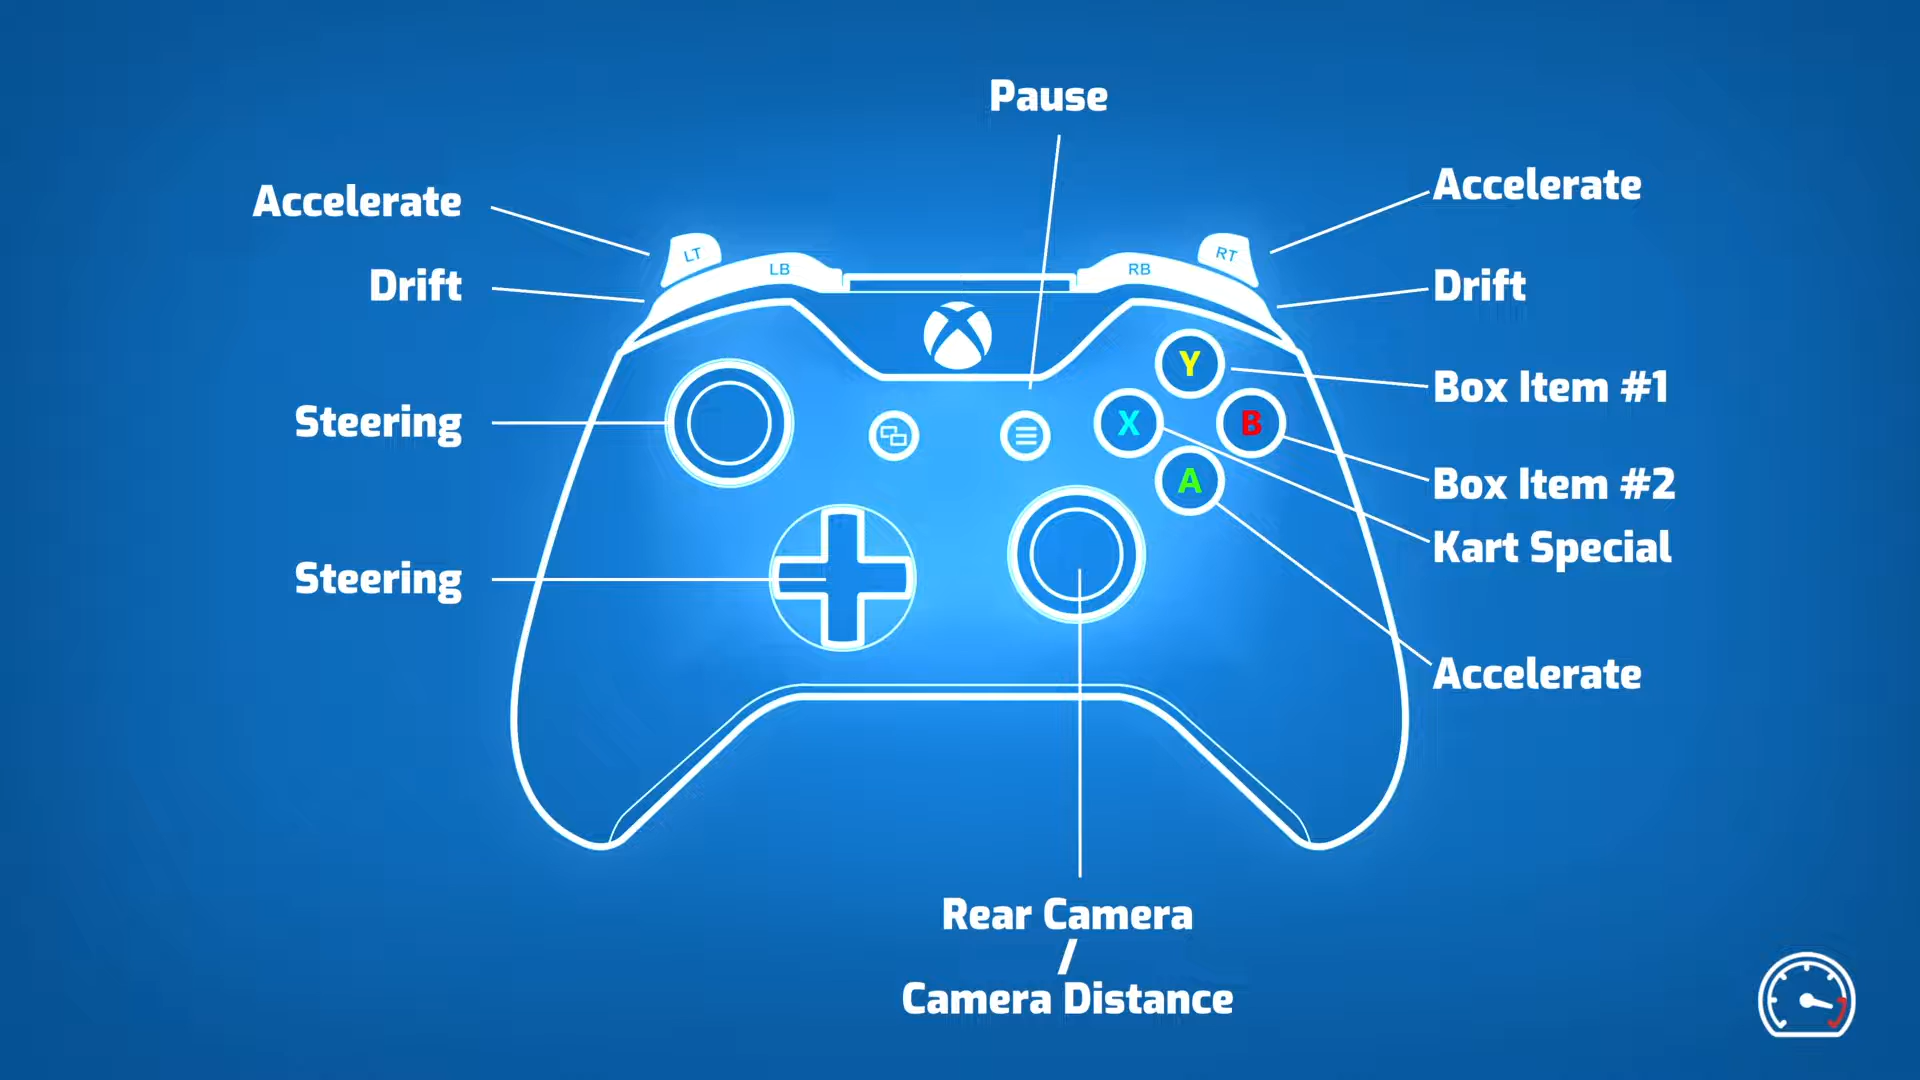 Pause
Accelerate
Accelerate
LT
RT
LB
RB
Drift
Drift
Y
Box Item #1
Steering
X
B
Box Item #2
A
Kart Special
Steering
Accelerate
Rear Camera
/
Camera Distance